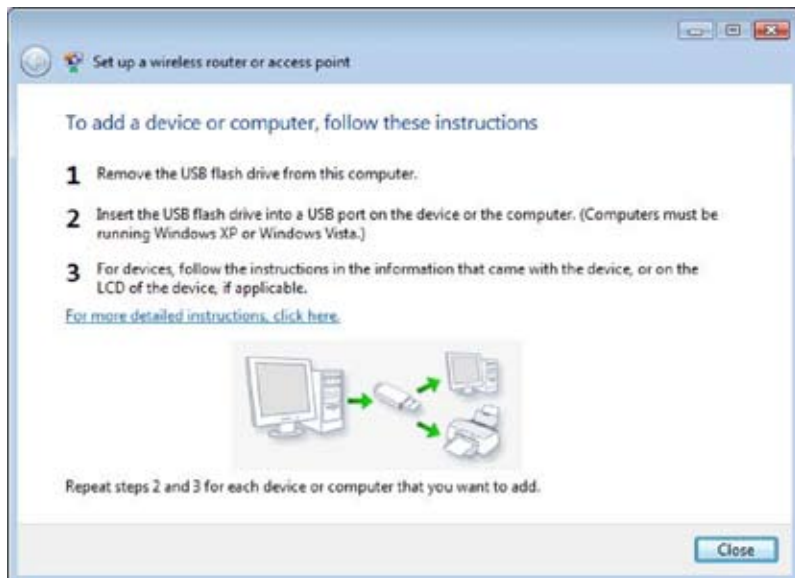 Set up a wireless router or access point
To add a device or computer, follow these instructions
1 Remove the USB flash drive from this computer.
2 Insert the USB flash drive into a USB port on the device or the computer. (Computers must be
running Windows XP or Windows Vista.)
3 For devices, follow the instructions in the information that came with the device, or on the
LCD of the device, if applicable.
For more detailed instructions, click here.
Repeat steps 2 and 3 for each device or computer that you want to add.
Close